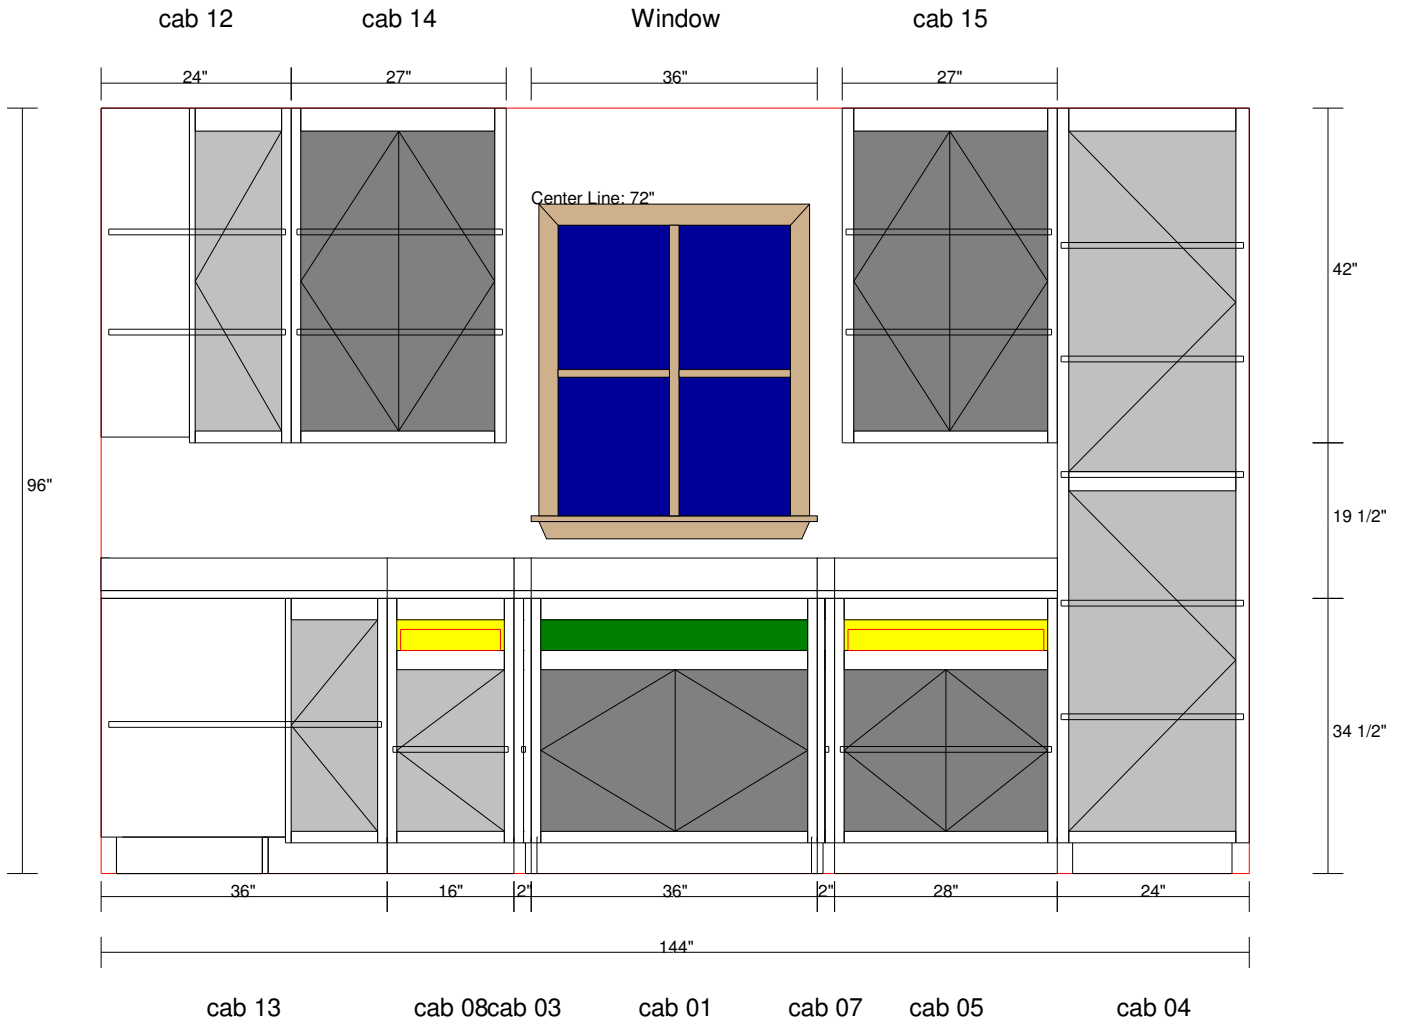 cab 12 cab 14 Window cab 15
24" 27" 36" 27"
Center Line: 72"
42"
96"
19 1/2"
34 1/2"
36" 16" 2" 36" 2" 28" 24"
144"
cab 13 cab 08cab 03 cab 01 cab 07 cab 05 cab 04